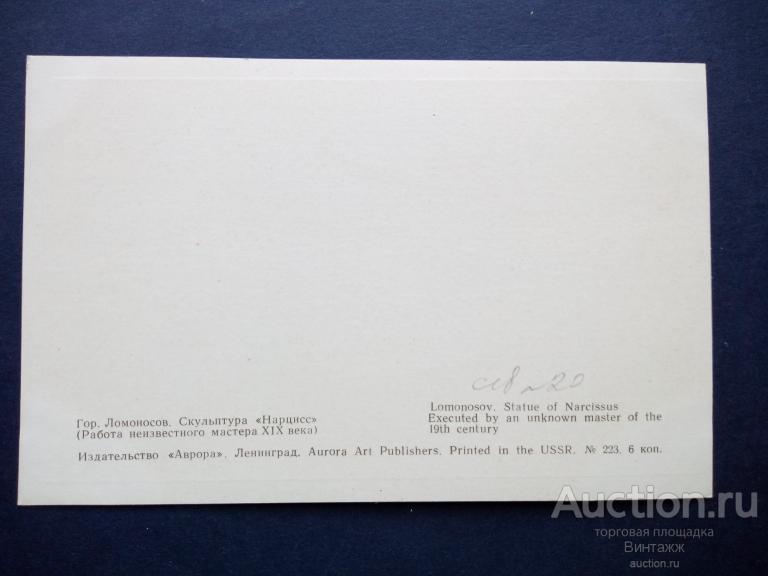 Гор. Ломоносов. Скульптура «Нарцисс»
(Работа неизвестного мастера XIX века)
Lomonosov. Statue of Narcissus
Executed by an unknown master of the
19th century
Издательство «Аврора». Ленинград. Aurora Art Publishers. Printed in the USSR. № 223. 6 коп.
Auction.ru
торговая площадка
Винтажж
auction.ru